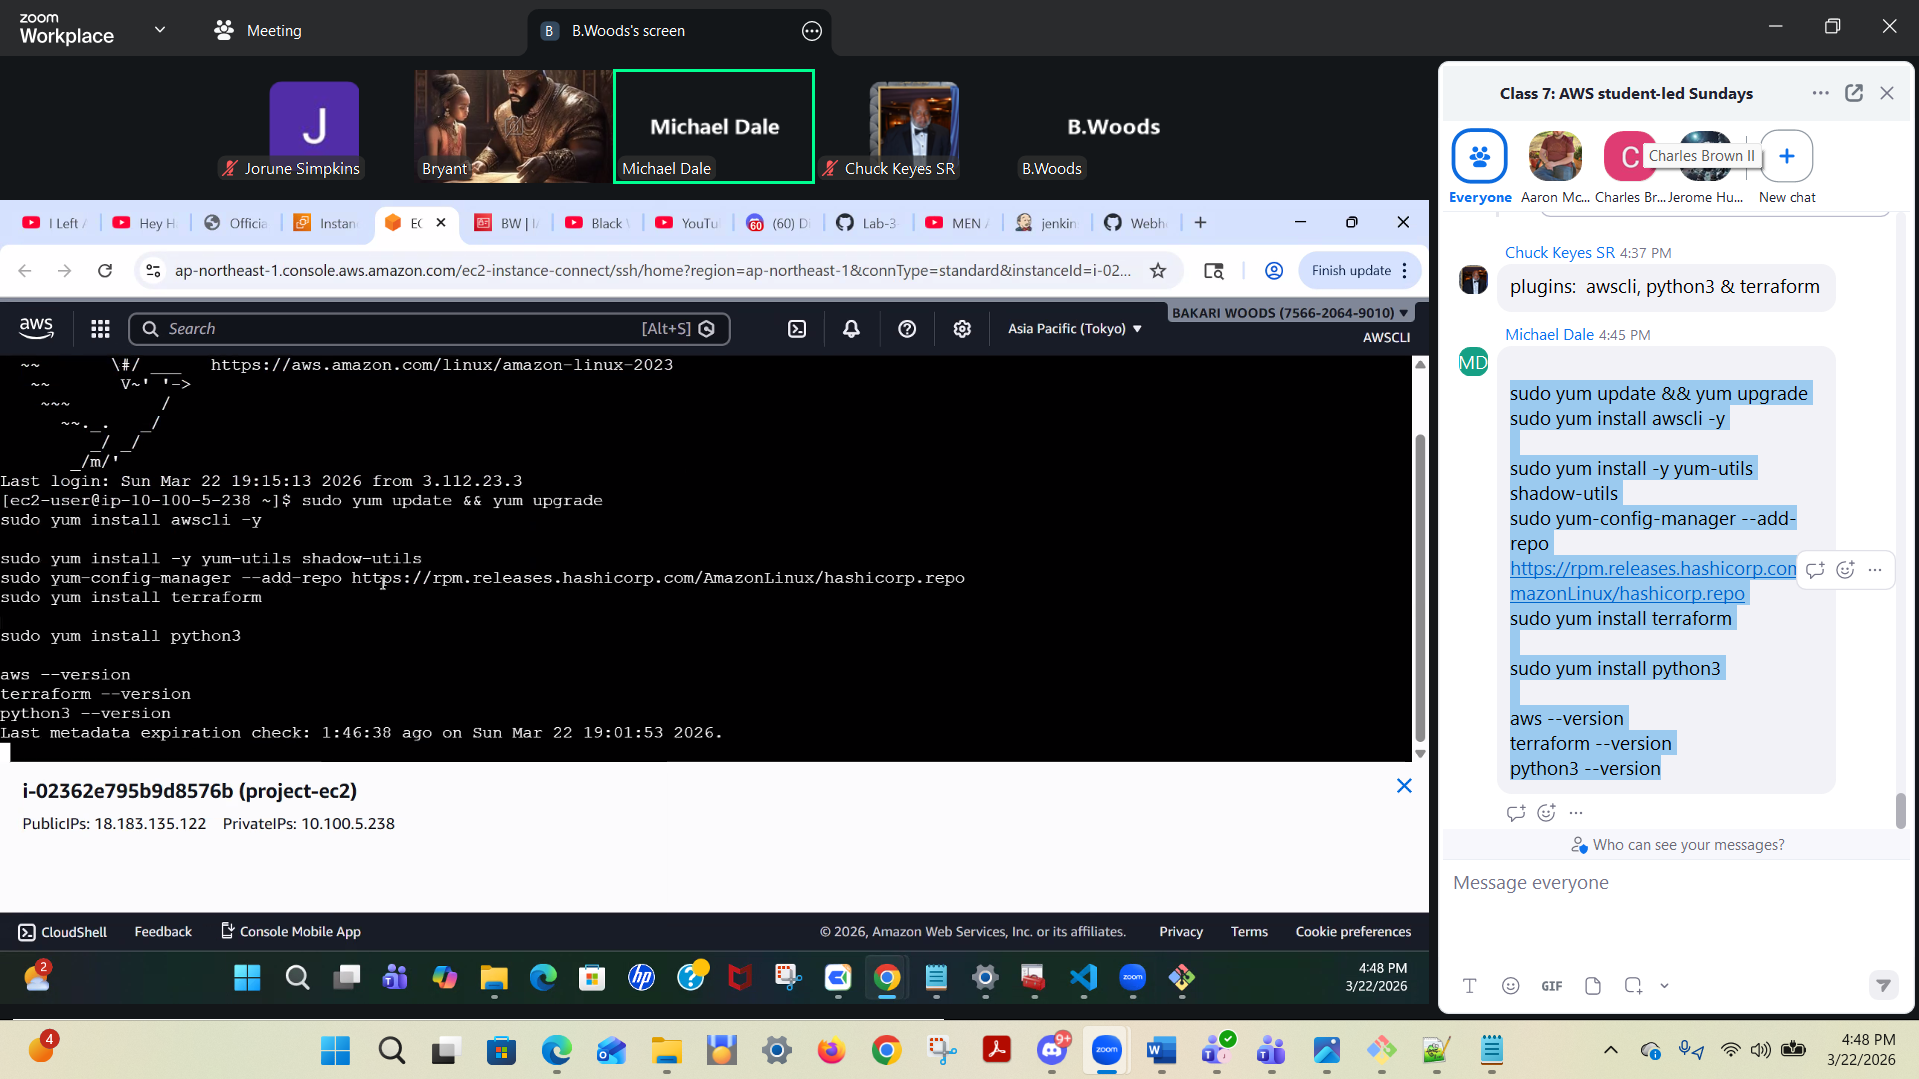 zoom
Workplace
Meeting
B
B.Woods's screen
J
Jorune Simpkins
Bryant
Michael Dale
Michael Dale
Chuck Keyes SR
B.Woods
B.Woods
I Left
Hey H
Officia
Instan
EC
BW | I
Black
YouTu
(60) Di
Lab-3-
MEN
jenkin
Webh
ap-northeast-1.console.aws.amazon.com/ec2-instance-connect/ssh/home?region=ap-northeast-1&connType=standard&instanceId=i-02...
Finish update
aws
Search
[Alt+S]
Asia Pacific (Tokyo)
BAKARI WOODS (7566-2064-9010)
AWSCLI
~~ \#/ ___ https://aws.amazon.com/linux/amazon-linux-2023
~~ V~' '->
~~~ /
~~._. _/
_/ _/
_/m/'
Last login: Sun Mar 22 19:15:13 2026 from 3.112.23.3
[ec2-user@ip-10-100-5-238 ~]$ sudo yum update && yum upgrade
sudo yum install awscli -y
sudo yum install -y yum-utils shadow-utils
sudo yum-config-manager --add-repo https://rpm.releases.hashicorp.com/AmazonLinux/hashicorp.repo
sudo yum install terraform
sudo yum install python3
aws --version
terraform --version
python3 --version
Last metadata expiration check: 1:46:38 ago on Sun Mar 22 19:01:53 2026.
i-02362e795b9d8576b (project-ec2)
PublicIPs: 18.183.135.122 PrivateIPs: 10.100.5.238
CloudShell
Feedback
Console Mobile App
© 2026, Amazon Web Services, Inc. or its affiliates.
Privacy
Terms
Cookie preferences
2
4:48 PM
3/22/2026
Class 7: AWS student-led Sundays
C
Charles Brown II
Everyone
Aaron Mc...
Charles Br...
Jerome Hu...
New chat
Chuck Keyes SR 4:37 PM
plugins: awscli, python3 & terraform
Michael Dale 4:45 PM
MD
sudo yum update && yum upgrade
sudo yum install awscli -y
sudo yum install -y yum-utils
shadow-utils
sudo yum-config-manager --add-
repo
https://rpm.releases.hashicorp.com
mazonLinux/hashicorp.repo
sudo yum install terraform
sudo yum install python3
aws --version
terraform --version
python3 --version
Who can see your messages?
Message everyone
GIF
4
9+
4:48 PM
3/22/2026